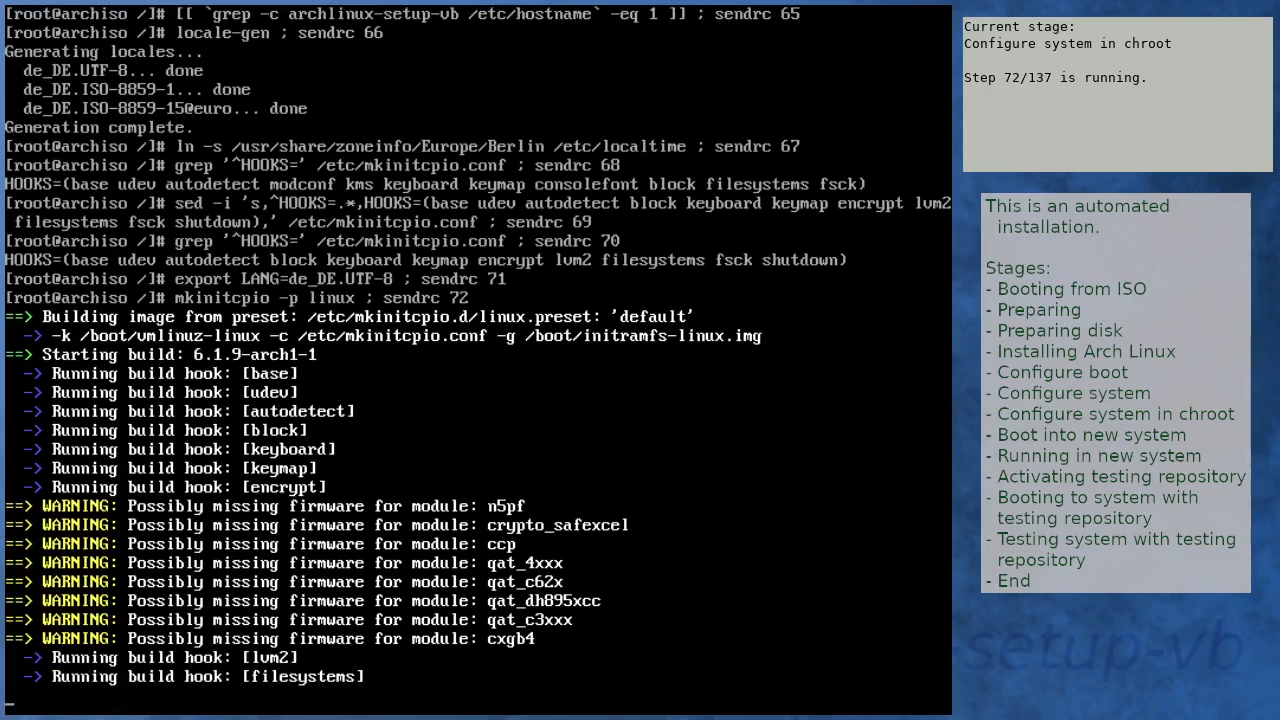 [root@archiso /]# [[ `grep -c archlinux-setup-vb /etc/hostname` -eq 1 ]] ; sendrc 65
[root@archiso /]# locale-gen ; sendrc 66
Generating locales...
  de_DE.UTF-8... done
  de_DE.ISO-8859-1... done
  de_DE.ISO-8859-15@euro... done
Generation complete.
[root@archiso /]# ln -s /usr/share/zoneinfo/Europe/Berlin /etc/localtime ; sendrc 67
[root@archiso /]# grep '^HOOKS=' /etc/mkinitcpio.conf ; sendrc 68
HOOKS=(base udev autodetect modconf kms keyboard keymap consolefont block filesystems fsck)
[root@archiso /]# sed -i 's,^HOOKS=.*,HOOKS=(base udev autodetect block keyboard keymap encrypt lvm2
 filesystems fsck shutdown),' /etc/mkinitcpio.conf ; sendrc 69
[root@archiso /]# grep '^HOOKS=' /etc/mkinitcpio.conf ; sendrc 70
HOOKS=(base udev autodetect block keyboard keymap encrypt lvm2 filesystems fsck shutdown)
[root@archiso /]# export LANG=de_DE.UTF-8 ; sendrc 71
[root@archiso /]# mkinitcpio -p linux ; sendrc 72
==> Building image from preset: /etc/mkinitcpio.d/linux.preset: 'default'
  -> -k /boot/vmlinuz-linux -c /etc/mkinitcpio.conf -g /boot/initramfs-linux.img
==> Starting build: 6.1.9-arch1-1
  -> Running build hook: [base]
  -> Running build hook: [udev]
  -> Running build hook: [autodetect]
  -> Running build hook: [block]
  -> Running build hook: [keyboard]
  -> Running build hook: [keymap]
  -> Running build hook: [encrypt]
==> WARNING: Possibly missing firmware for module: n5pf
==> WARNING: Possibly missing firmware for module: crypto_safexcel
==> WARNING: Possibly missing firmware for module: ccp
==> WARNING: Possibly missing firmware for module: qat_4xxx
==> WARNING: Possibly missing firmware for module: qat_c62x
==> WARNING: Possibly missing firmware for module: qat_dh895xcc
==> WARNING: Possibly missing firmware for module: qat_c3xxx
==> WARNING: Possibly missing firmware for module: cxgb4
  -> Running build hook: [lvm2]
  -> Running build hook: [filesystems]
Current stage:
Configure system in chroot
Step 72/137 is running.
This is an automated
installation.
Stages:
- Booting from ISO
- Preparing
- Preparing disk
- Installing Arch Linux
- Configure boot
- Configure system
- Configure system in chroot
- Boot into new system
- Running in new system
- Activating testing repository
- Booting to system with
testing repository
- Testing system with testing
repository
- End
setup-vb